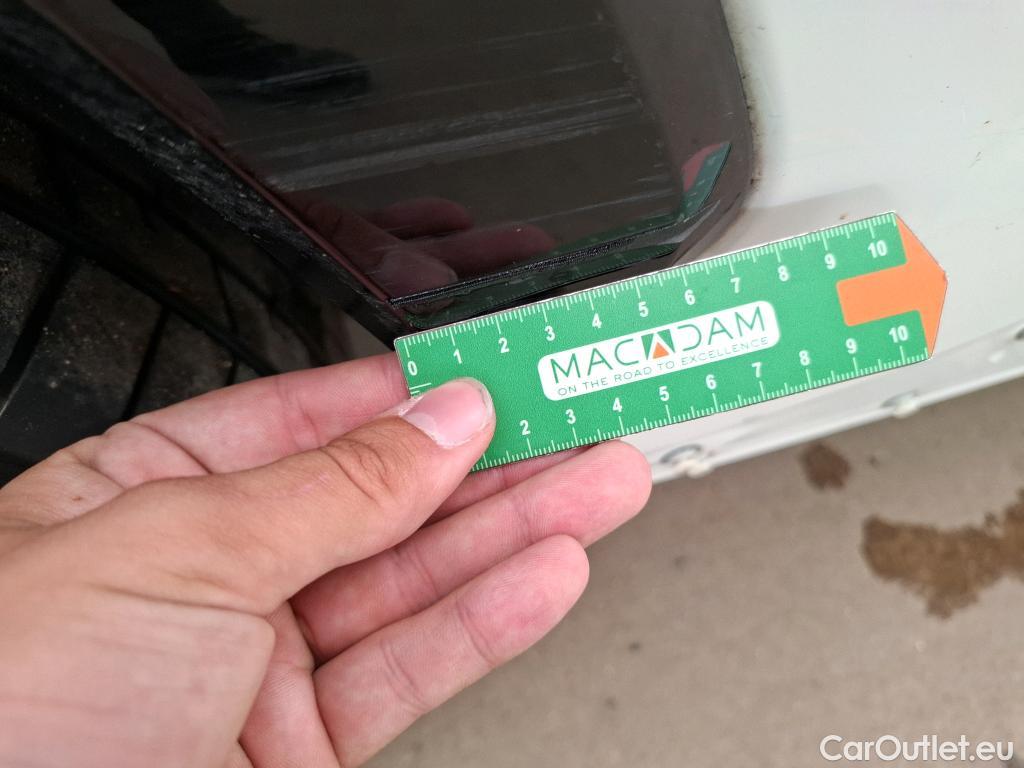 0 1 2 3 4 5 6 7 8 9 10
MACADAM
ON THE ROAD TO EXCELLENCE
2 3 4 5 6 7 8 9 10
CarOutlet.eu